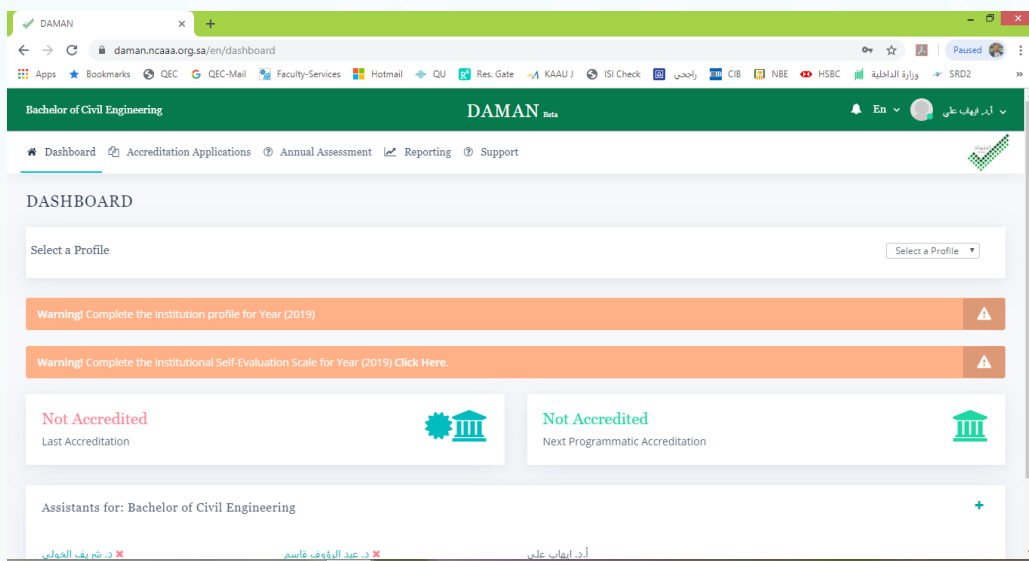 DAMAN
daman.ncaaa.org.sa/en/dashboard
Paused
Apps Bookmarks QEC QEC-Mail Faculty-Services Hotmail QU Res. Gate KAAU J ISI Check راجحي CIB NBE HSBC وزارة الداخلية SRD2 »
Bachelor of Civil Engineering DAMAN Beta En أ.د. ايهاب علي
Dashboard Accreditation Applications Annual Assessment Reporting Support
DASHBOARD
Select a Profile Select a Profile
Warning! Complete the institution profile for Year (2019)
Warning! Complete the institutional Self-Evaluation Scale for Year (2019) Click Here.
Not Accredited
Last Accreditation
Not Accredited
Next Programmatic Accreditation
Assistants for: Bachelor of Civil Engineering
د. شريف الخولي د. عبد الرؤوف قاسم أ.د. ايهاب علي